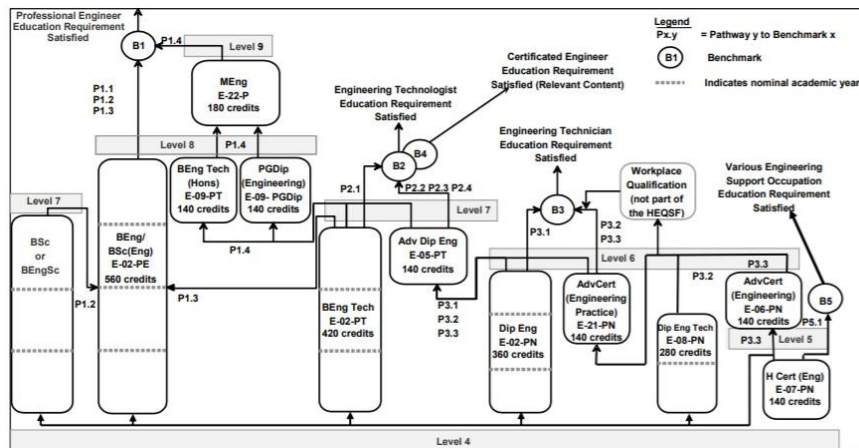 Professional Engineer
Education Requirement
Satisfied
B1
P1.4
Level 9
P1.1
P1.2
P1.3
MEng
E-22-P
180 credits
Level 8
P1.4
BEng Tech
(Hons)
E-09-PT
140 credits
PGDip
(Engineering)
E-09- PGDip
140 credits
Level 7
BSc
or
BEngSc
BEng/
BSc(Eng)
E-02-PE
560 credits
P1.2
P1.4
P1.3
Engineering Technologist
Education Requirement
Satisfied
Certificated Engineer
Education Requirement
Satisfied (Relevant Content)
B4
B2
P2.1
P2.2 P2.3 P2.4
Level 7
Adv Dip Eng
E-05-PT
140 credits
BEng Tech
E-02-PT
420 credits
P3.1
P3.2
P3.3
Engineering Technician
Education Requirement
Satisfied
B3
P3.1
P3.2
P3.3
Workplace
Qualification
(not part of
the HEQSF)
Level 6
Dip Eng
E-02-PN
360 credits
AdvCert
(Engineering
Practice)
E-21-PN
140 credits
P3.2
P3.3
Dip Eng Tech
E-08-PN
280 credits
AdvCert
(Engineering)
E-06-PN
140 credits
Various Engineering
Support Occupation
Education Requirement
Satisfied
B5
P5.1
P3.3
Level 5
H Cert (Eng)
E-07-PN
140 credits
Level 4
Legend
Px.y = Pathway y to Benchmark x
B1 Benchmark
Indicates nominal academic year